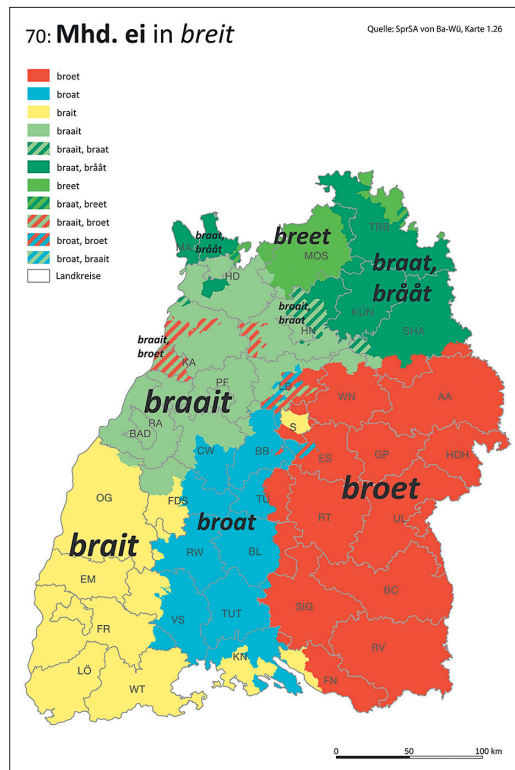 70: Mhd. ei in breit
Quelle: SprSA von Ba-Wü, Karte 1.26
broet
broat
brait
braait
braait, braat
braat, brååt
breet
braat, breet
braait, broet
broat, broet
broat, braait
Landkreise
TBB
MA
braat,
brååt
breet
MOS
HD
braat,
brååt
braait,
braat
KÜN
HN
SHA
braait,
broet
KA
LB
PF
WN
AA
braait
RA
BAD
S
CW
BB
ES
GP
HDH
OG
FDS
TÜ
broet
broat
RT
UL
brait
RW
BL
EM
BC
VS
TUT
SIG
FR
KN
RV
LÖ
WT
FN
0 50 100 km